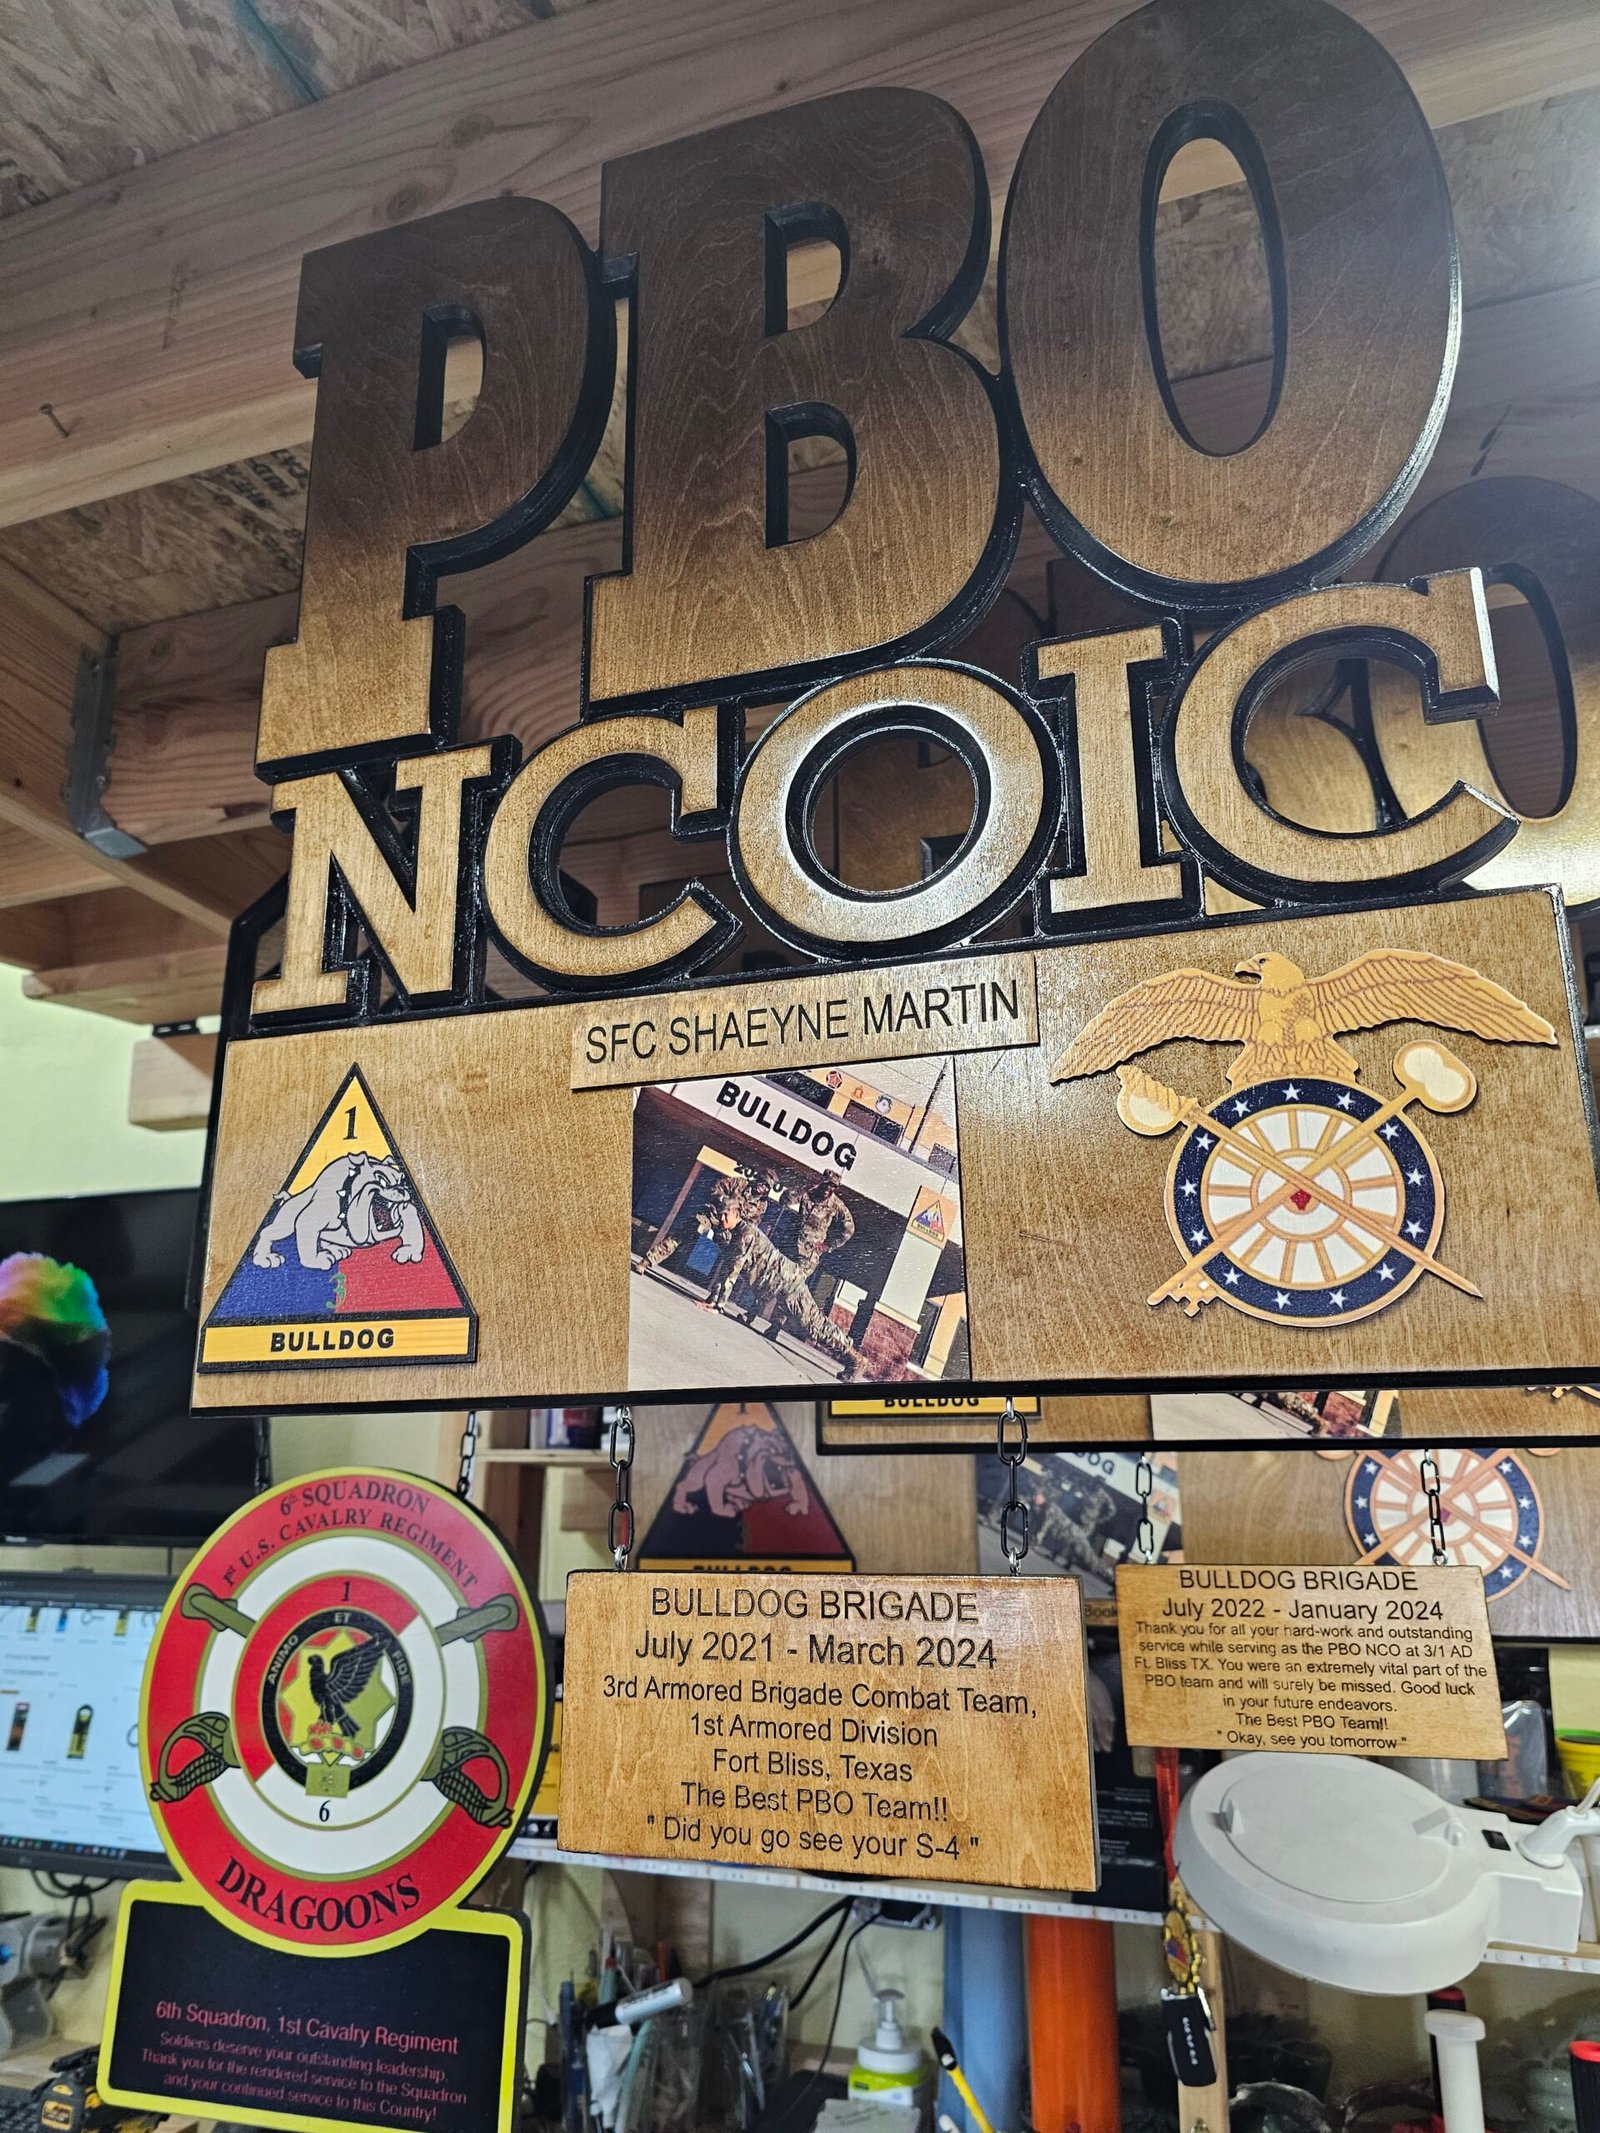 PBO
NCOIC
SFC SHAEYNE MARTIN
1
3
BULLDOG
BULLDOG
BULLDOG BRIGADE
July 2021 - March 2024
3rd Armored Brigade Combat Team,
1st Armored Division
Fort Bliss, Texas
The Best PBO Team!!
" Did you go see your S-4 "
BULLDOG BRIGADE
July 2022 - January 2024
Thank you for all your hard-work and outstanding
service while serving as the PBO NCO at 3/1 AD
Ft. Bliss TX. You were an extremely vital part of the
PBO team and will surely be missed. Good luck
in your future endeavors.
The Best PBO Team!!
" Okay, see you tomorrow "
6th SQUADRON
1ST U.S. CAVALRY REGIMENT
1
ANIMO ET FIDE
6
DRAGOONS
6th Squadron, 1st Cavalry Regiment
Soldiers deserve your outstanding leadership.
Thank you for the rendered service to the Squadron
and your continued service to this Country!
BULLDOG